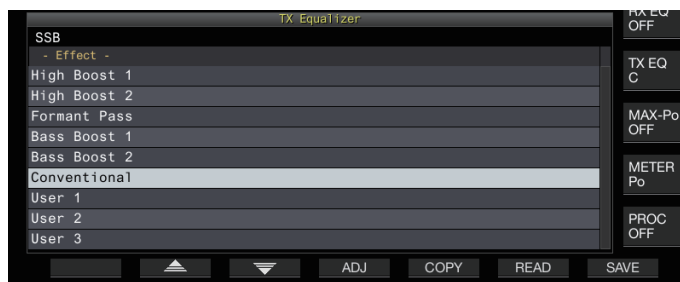 TX Equalizer
SSB
- Effect -
High Boost 1
High Boost 2
Formant Pass
Bass Boost 1
Bass Boost 2
Conventional
User 1
User 2
User 3
RX EQ
OFF
TX EQ
C
MAX-Po
OFF
METER
Po
PROC
OFF
ADJ
COPY
READ
SAVE